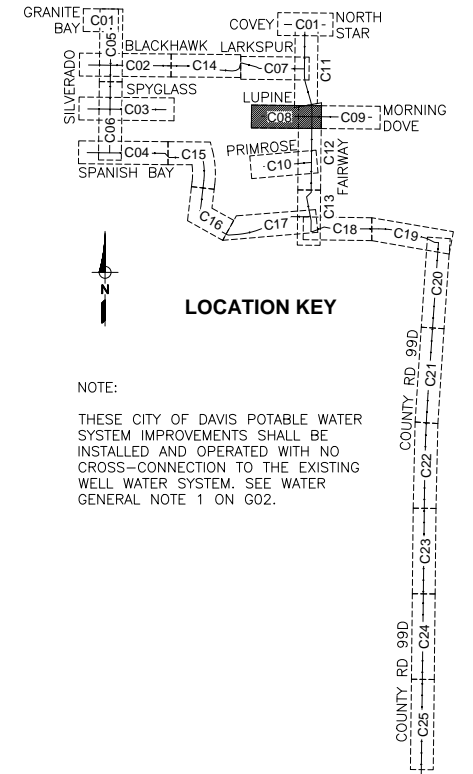 GRANITE
BAY
C01
COVEY
C01
NORTH
STAR
C05
BLACKHAWK
LARKSPUR
C11
SILVERADO
C02
C14
C07
SPYGLASS
C03
LUPINE
C08
C09
MORNING
DOVE
C06
C04
C15
SPANISH BAY
PRIMROSE
C10
C12
FAIRWAY
C13
C16
C17
C18
C19
C20
N
LOCATION KEY
COUNTY RD 99D
C21
NOTE:
THESE CITY OF DAVIS POTABLE WATER
SYSTEM IMPROVEMENTS SHALL BE
INSTALLED AND OPERATED WITH NO
CROSS-CONNECTION TO THE EXISTING
WELL WATER SYSTEM. SEE WATER
GENERAL NOTE 1 ON G02.
C22
C23
C24
COUNTY RD 99D
C25